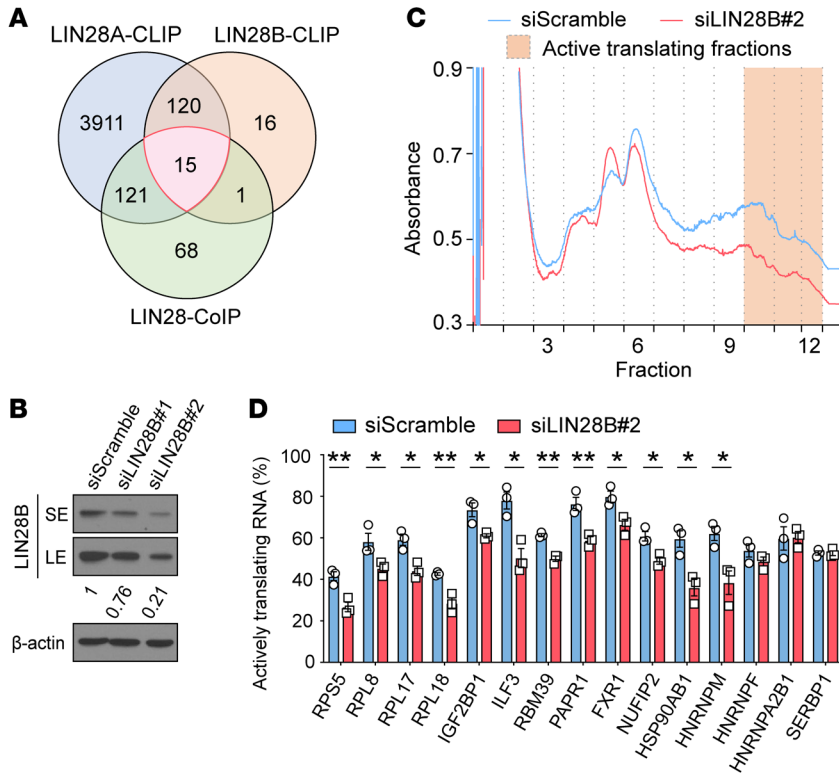 A
LIN28A-CLIP
LIN28B-CLIP
3911
120
16
15
121
1
68
LIN28-CoIP
B
siScramble
siLIN28B#1
siLIN28B#2
LIN28B
SE
LE
1
0.76
0.21
β-actin
C
siScramble
siLIN28B#2
Active translating fractions
Absorbance
0.9
0.7
0.5
0.3
3
6
9
12
Fraction
D
siScramble
siLIN28B#2
Actively translating RNA (%)
100
80
60
40
20
0
** * * ** * * ** ** * * * *
RPS5
RPL8
RPL17
RPL18
IGF2BP1
ILF3
RBM39
PAPR1
FXR1
NUFIP2
HSP90AB1
HNRNPM
HNRNPF
HNRNPA2B1
SERBP1